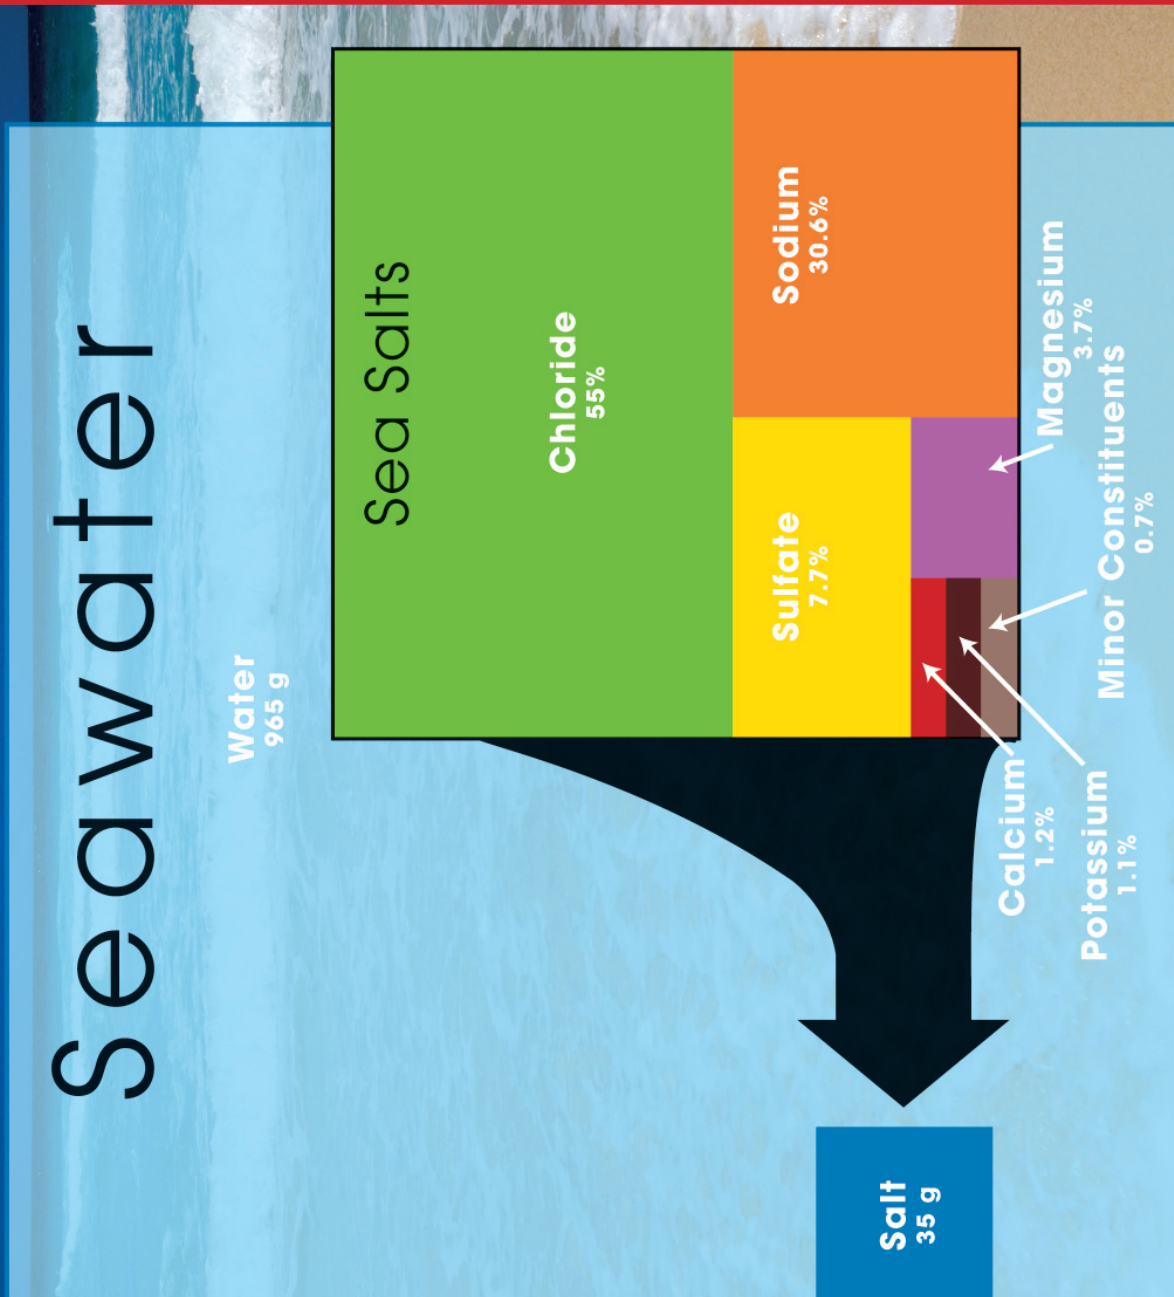 Seawater
Water
965 g
Sea Salts
Chloride
55%
Sodium
30.6%
Sulfate
7.7%
Magnesium
3.7%
Minor Constituents
0.7%
Calcium
1.2%
Potassium
1.1%
Salt
35 g